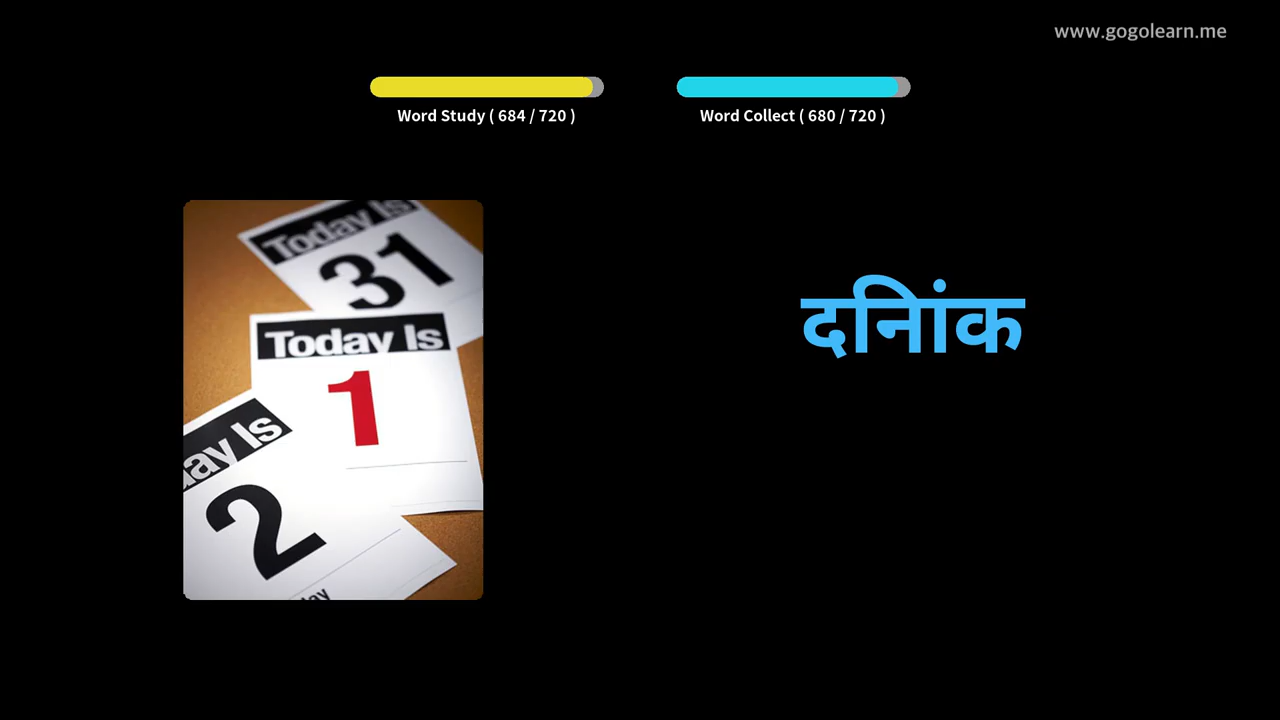 www.gogolearn.me
Word Study ( 684 / 720 )
Word Collect ( 680 / 720 )
Today Is
31
Today Is
1
ay Is
2
दनिांक